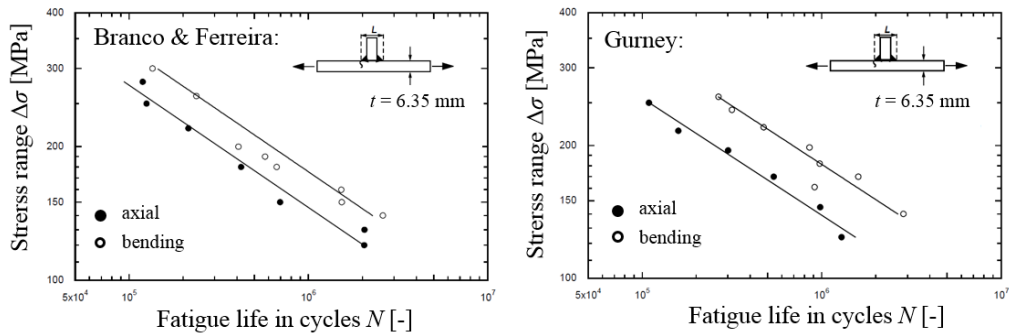 400
Branco & Ferreira:
L
300
t = 6.35 mm
200
150
axial
bending
100
5x10⁴
10⁵
10⁶
10⁷
Sterss range Δσ [MPa]
Fatigue life in cycles N [-]
400
Gurney:
L
300
t = 6.35 mm
200
150
axial
bending
100
5x10⁴
10⁵
10⁶
10⁷
Sterss range Δσ [MPa]
Fatigue life in cycles N [-]